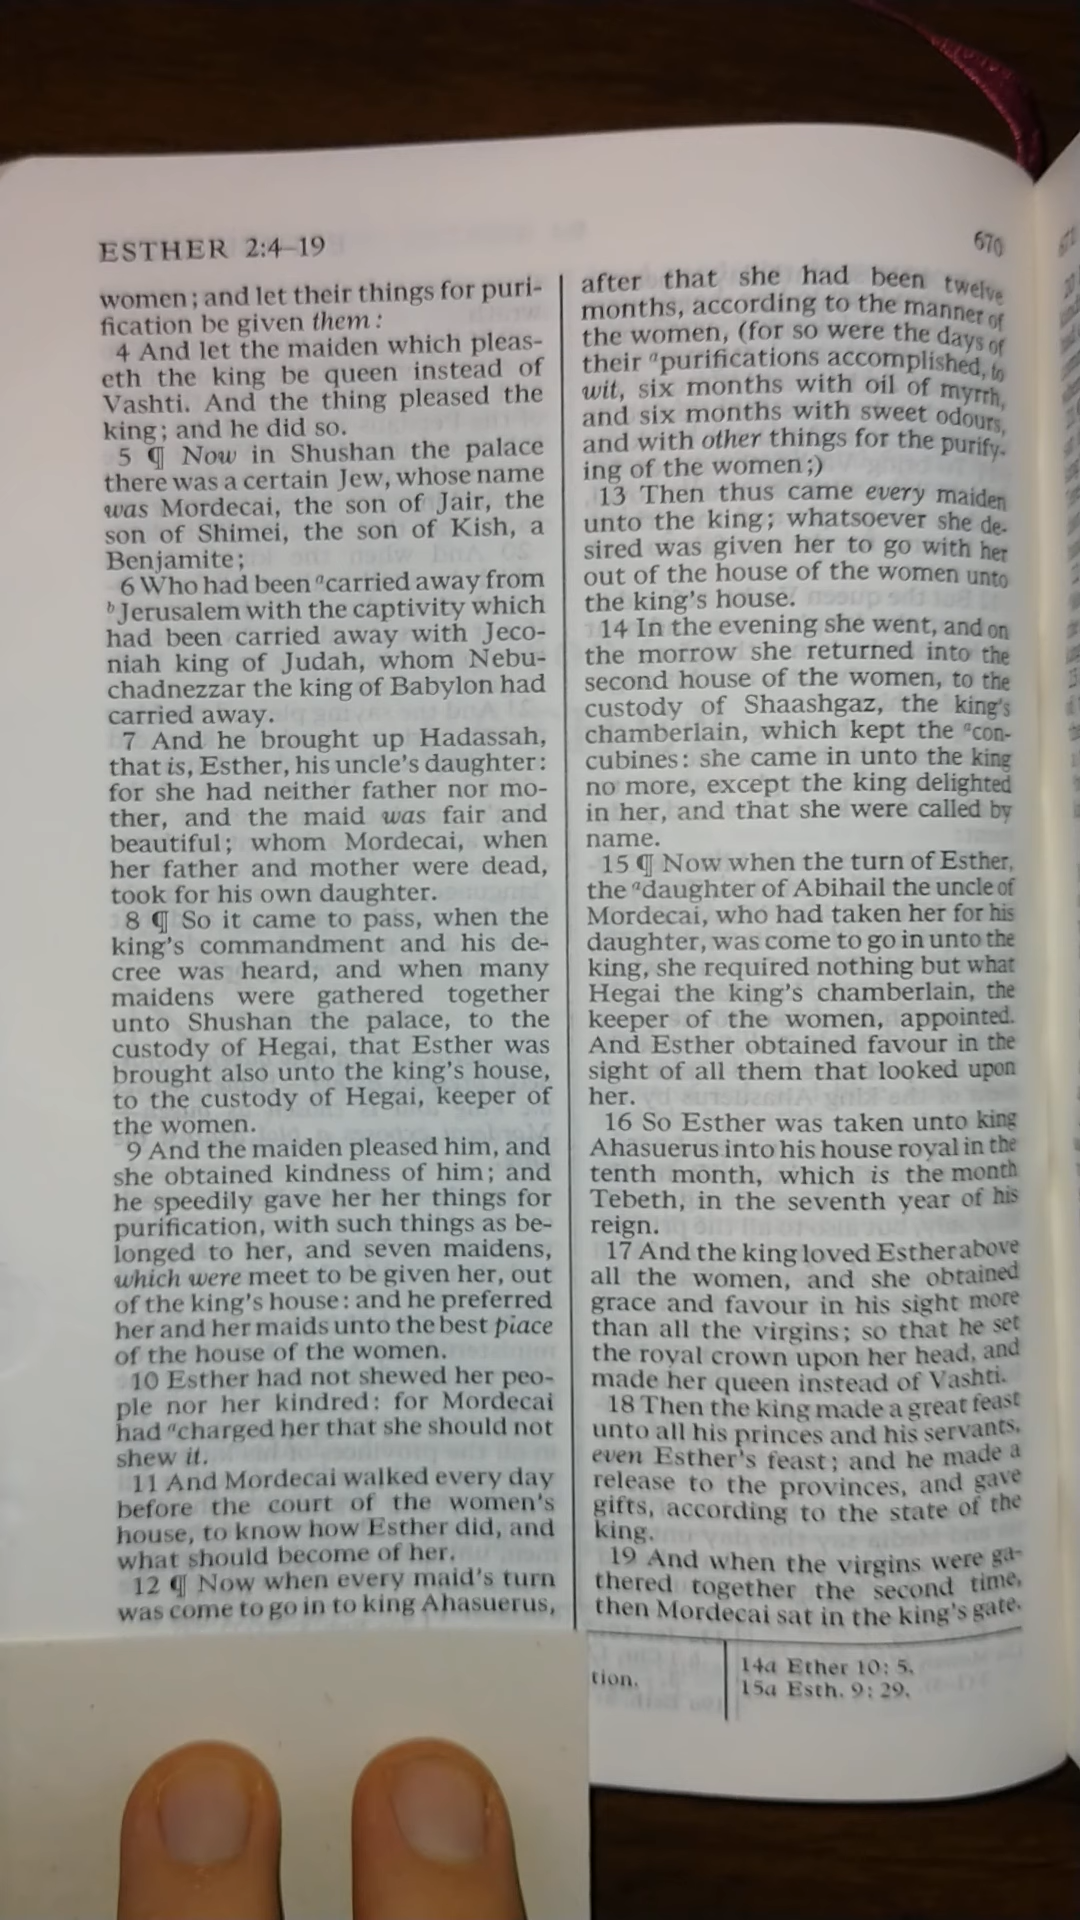 ESTHER 2:4–19
670
women; and let their things for puri-
fication be given them:
4 And let the maiden which pleas-
eth the king be queen instead of
Vashti. And the thing pleased the
king; and he did so.
5 ¶ Now in Shushan the palace
there was a certain Jew, whose name
was Mordecai, the son of Jair, the
son of Shimei, the son of Kish, a
Benjamite;
6 Who had been ᵃcarried away from
ᵇJerusalem with the captivity which
had been carried away with Jeco-
niah king of Judah, whom Nebu-
chadnezzar the king of Babylon had
carried away.
7 And he brought up Hadassah,
that is, Esther, his uncle's daughter:
for she had neither father nor mo-
ther, and the maid was fair and
beautiful; whom Mordecai, when
her father and mother were dead,
took for his own daughter.
8 ¶ So it came to pass, when the
king's commandment and his de-
cree was heard, and when many
maidens were gathered together
unto Shushan the palace, to the
custody of Hegai, that Esther was
brought also unto the king's house,
to the custody of Hegai, keeper of
the women.
9 And the maiden pleased him, and
she obtained kindness of him; and
he speedily gave her her things for
purification, with such things as be-
longed to her, and seven maidens,
which were meet to be given her, out
of the king's house: and he preferred
her and her maids unto the best place
of the house of the women.
10 Esther had not shewed her peo-
ple nor her kindred: for Mordecai
had ᵃcharged her that she should not
shew it.
11 And Mordecai walked every day
before the court of the women's
house, to know how Esther did, and
what should become of her.
12 ¶ Now when every maid's turn
was come to go in to king Ahasuerus,
after that she had been twelve
months, according to the manner of
the women, (for so were the days of
their ᵃpurifications accomplished, to
wit, six months with oil of myrrh,
and six months with sweet odours,
and with other things for the purify-
ing of the women;)
13 Then thus came every maiden
unto the king; whatsoever she de-
sired was given her to go with her
out of the house of the women unto
the king's house.
14 In the evening she went, and on
the morrow she returned into the
second house of the women, to the
custody of Shaashgaz, the king's
chamberlain, which kept the ᵃcon-
cubines: she came in unto the king
no more, except the king delighted
in her, and that she were called by
name.
15 ¶ Now when the turn of Esther,
the ᵃdaughter of Abihail the uncle of
Mordecai, who had taken her for his
daughter, was come to go in unto the
king, she required nothing but what
Hegai the king's chamberlain, the
keeper of the women, appointed.
And Esther obtained favour in the
sight of all them that looked upon
her.
16 So Esther was taken unto king
Ahasuerus into his house royal in the
tenth month, which is the month
Tebeth, in the seventh year of his
reign.
17 And the king loved Esther above
all the women, and she obtained
grace and favour in his sight more
than all the virgins; so that he set
the royal crown upon her head, and
made her queen instead of Vashti.
18 Then the king made a great feast
unto all his princes and his servants,
even Esther's feast; and he made a
release to the provinces, and gave
gifts, according to the state of the
king.
19 And when the virgins were ga-
thered together the second time,
then Mordecai sat in the king's gate.
tion.
14a Ether 10: 5.
15a Esth. 9: 29.